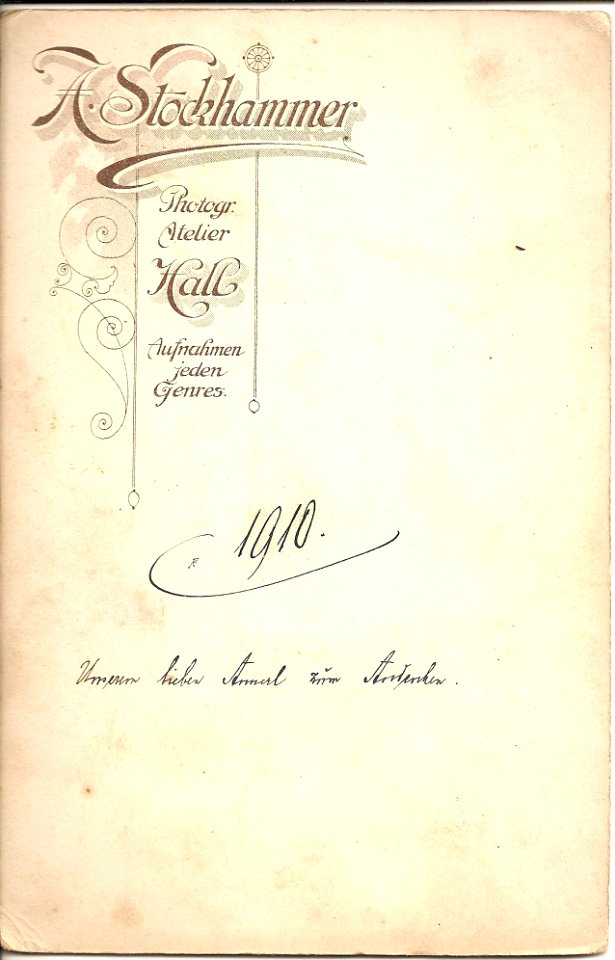 A. Stockhammer
Photogr.
Atelier
Hall
Aufnahmen
jeden
Genres.
1910.
Unserem lieben Annerl zum Andenken.